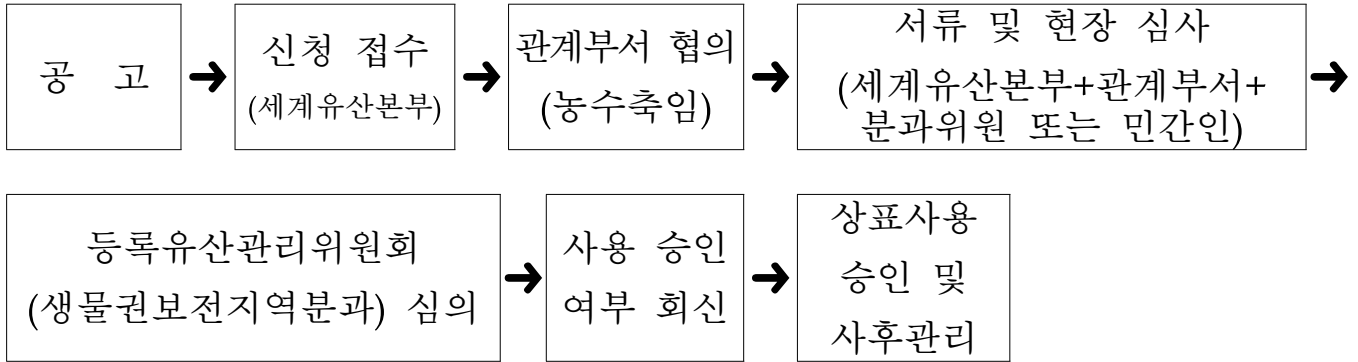 공 고
➜
신청 접수
(세계유산본부)
➜
관계부서 협의
(농수축임)
➜
서류 및 현장 심사
(세계유산본부+관계부서+
분과위원 또는 민간인)
➜
등록유산관리위원회
(생물권보전지역분과) 심의
➜
사용 승인
여부 회신
➜
상표사용
승인 및
사후관리